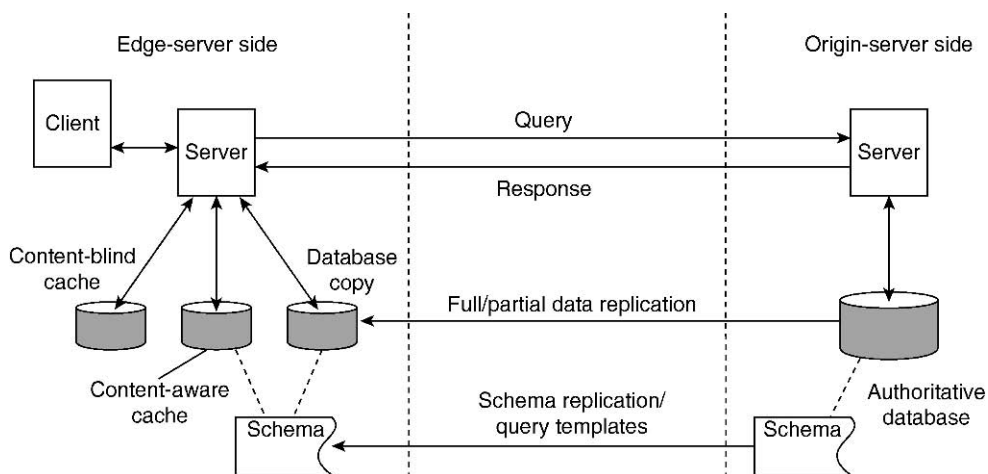 Edge-server side
Origin-server side
Client
Server
Query
Server
Response
Content-blind
cache
Database
copy
Full/partial data replication
Content-aware
cache
Authoritative
database
Schema
Schema replication/
query templates
Schema